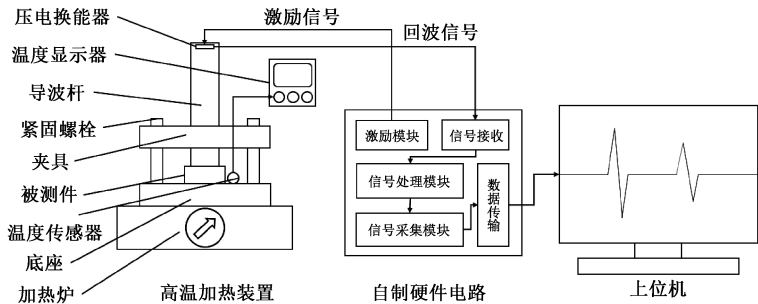 压电换能器
激励信号
回波信号
温度显示器
导波杆
紧固螺栓
夹具
被测件
温度传感器
底座
加热炉
激励模块
信号接收
信号处理模块
信号采集模块
数据传输
高温加热装置
自制硬件电路
上位机